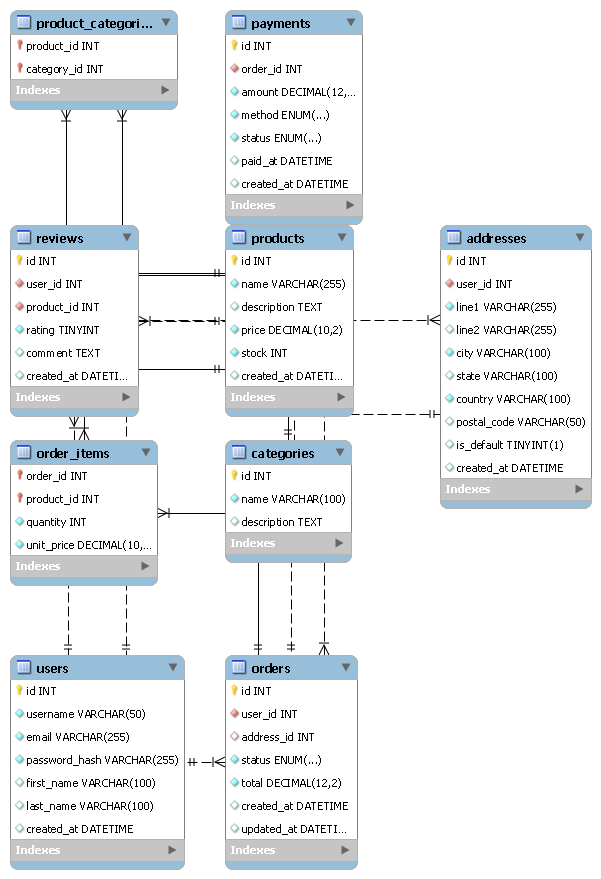 product_categori...
product_id INT
category_id INT
Indexes
payments
id INT
order_id INT
amount DECIMAL(12,...
method ENUM(...)
status ENUM(...)
paid_at DATETIME
created_at DATETIME
Indexes
reviews
id INT
user_id INT
product_id INT
rating TINYINT
comment TEXT
created_at DATETI...
Indexes
products
id INT
name VARCHAR(255)
description TEXT
price DECIMAL(10,2)
stock INT
created_at DATETI...
Indexes
addresses
id INT
user_id INT
line1 VARCHAR(255)
line2 VARCHAR(255)
city VARCHAR(100)
state VARCHAR(100)
country VARCHAR(100)
postal_code VARCHAR(50)
is_default TINYINT(1)
created_at DATETIME
Indexes
order_items
order_id INT
product_id INT
quantity INT
unit_price DECIMAL(10,...
Indexes
categories
id INT
name VARCHAR(100)
description TEXT
Indexes
users
id INT
username VARCHAR(50)
email VARCHAR(255)
password_hash VARCHAR(255)
first_name VARCHAR(100)
last_name VARCHAR(100)
created_at DATETIME
Indexes
orders
id INT
user_id INT
address_id INT
status ENUM(...)
total DECIMAL(12,2)
created_at DATETIME
updated_at DATETI...
Indexes